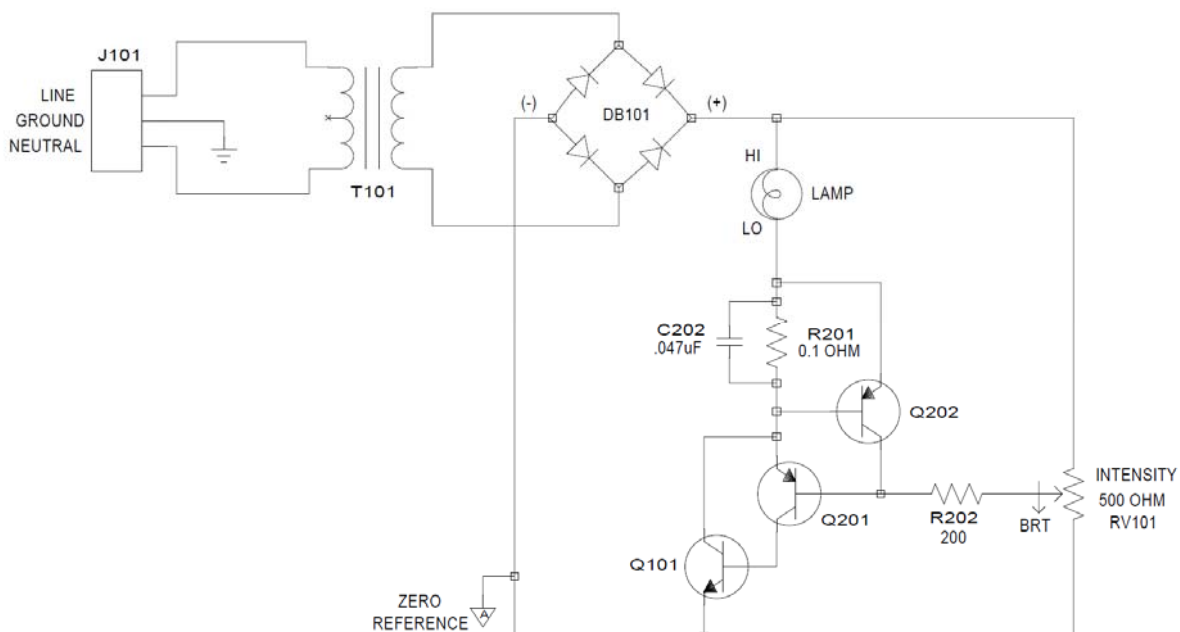 J101
LINE
GROUND
NEUTRAL
T101
(-)
DB101
(+)
HI
LAMP
LO
C202
.047uF
R201
0.1 OHM
Q202
INTENSITY
500 OHM
RV101
BRT
R202
200
Q201
Q101
ZERO
REFERENCE
A